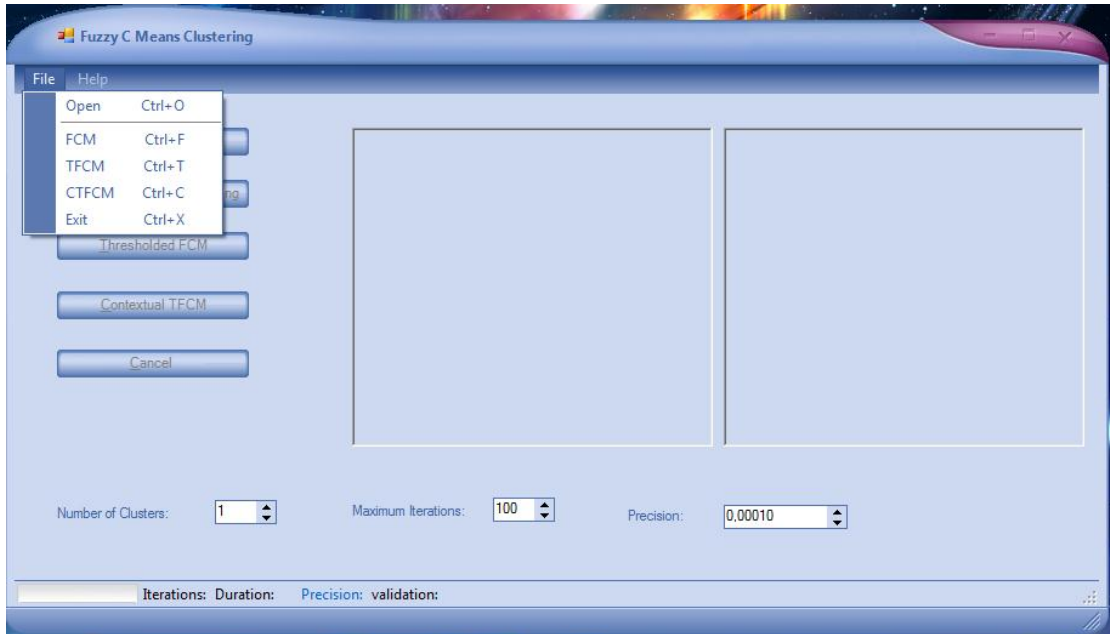 Fuzzy C Means Clustering
File Help
Open Ctrl+O
FCM Ctrl+F
TFCM Ctrl+T
CTFCM Ctrl+C
Exit Ctrl+X
ng
Thresholded FCM
Contextual TFCM
Cancel
Number of Clusters: 1 Maximum Iterations: 100 Precision: 0,00010
Iterations: Duration: Precision: validation: